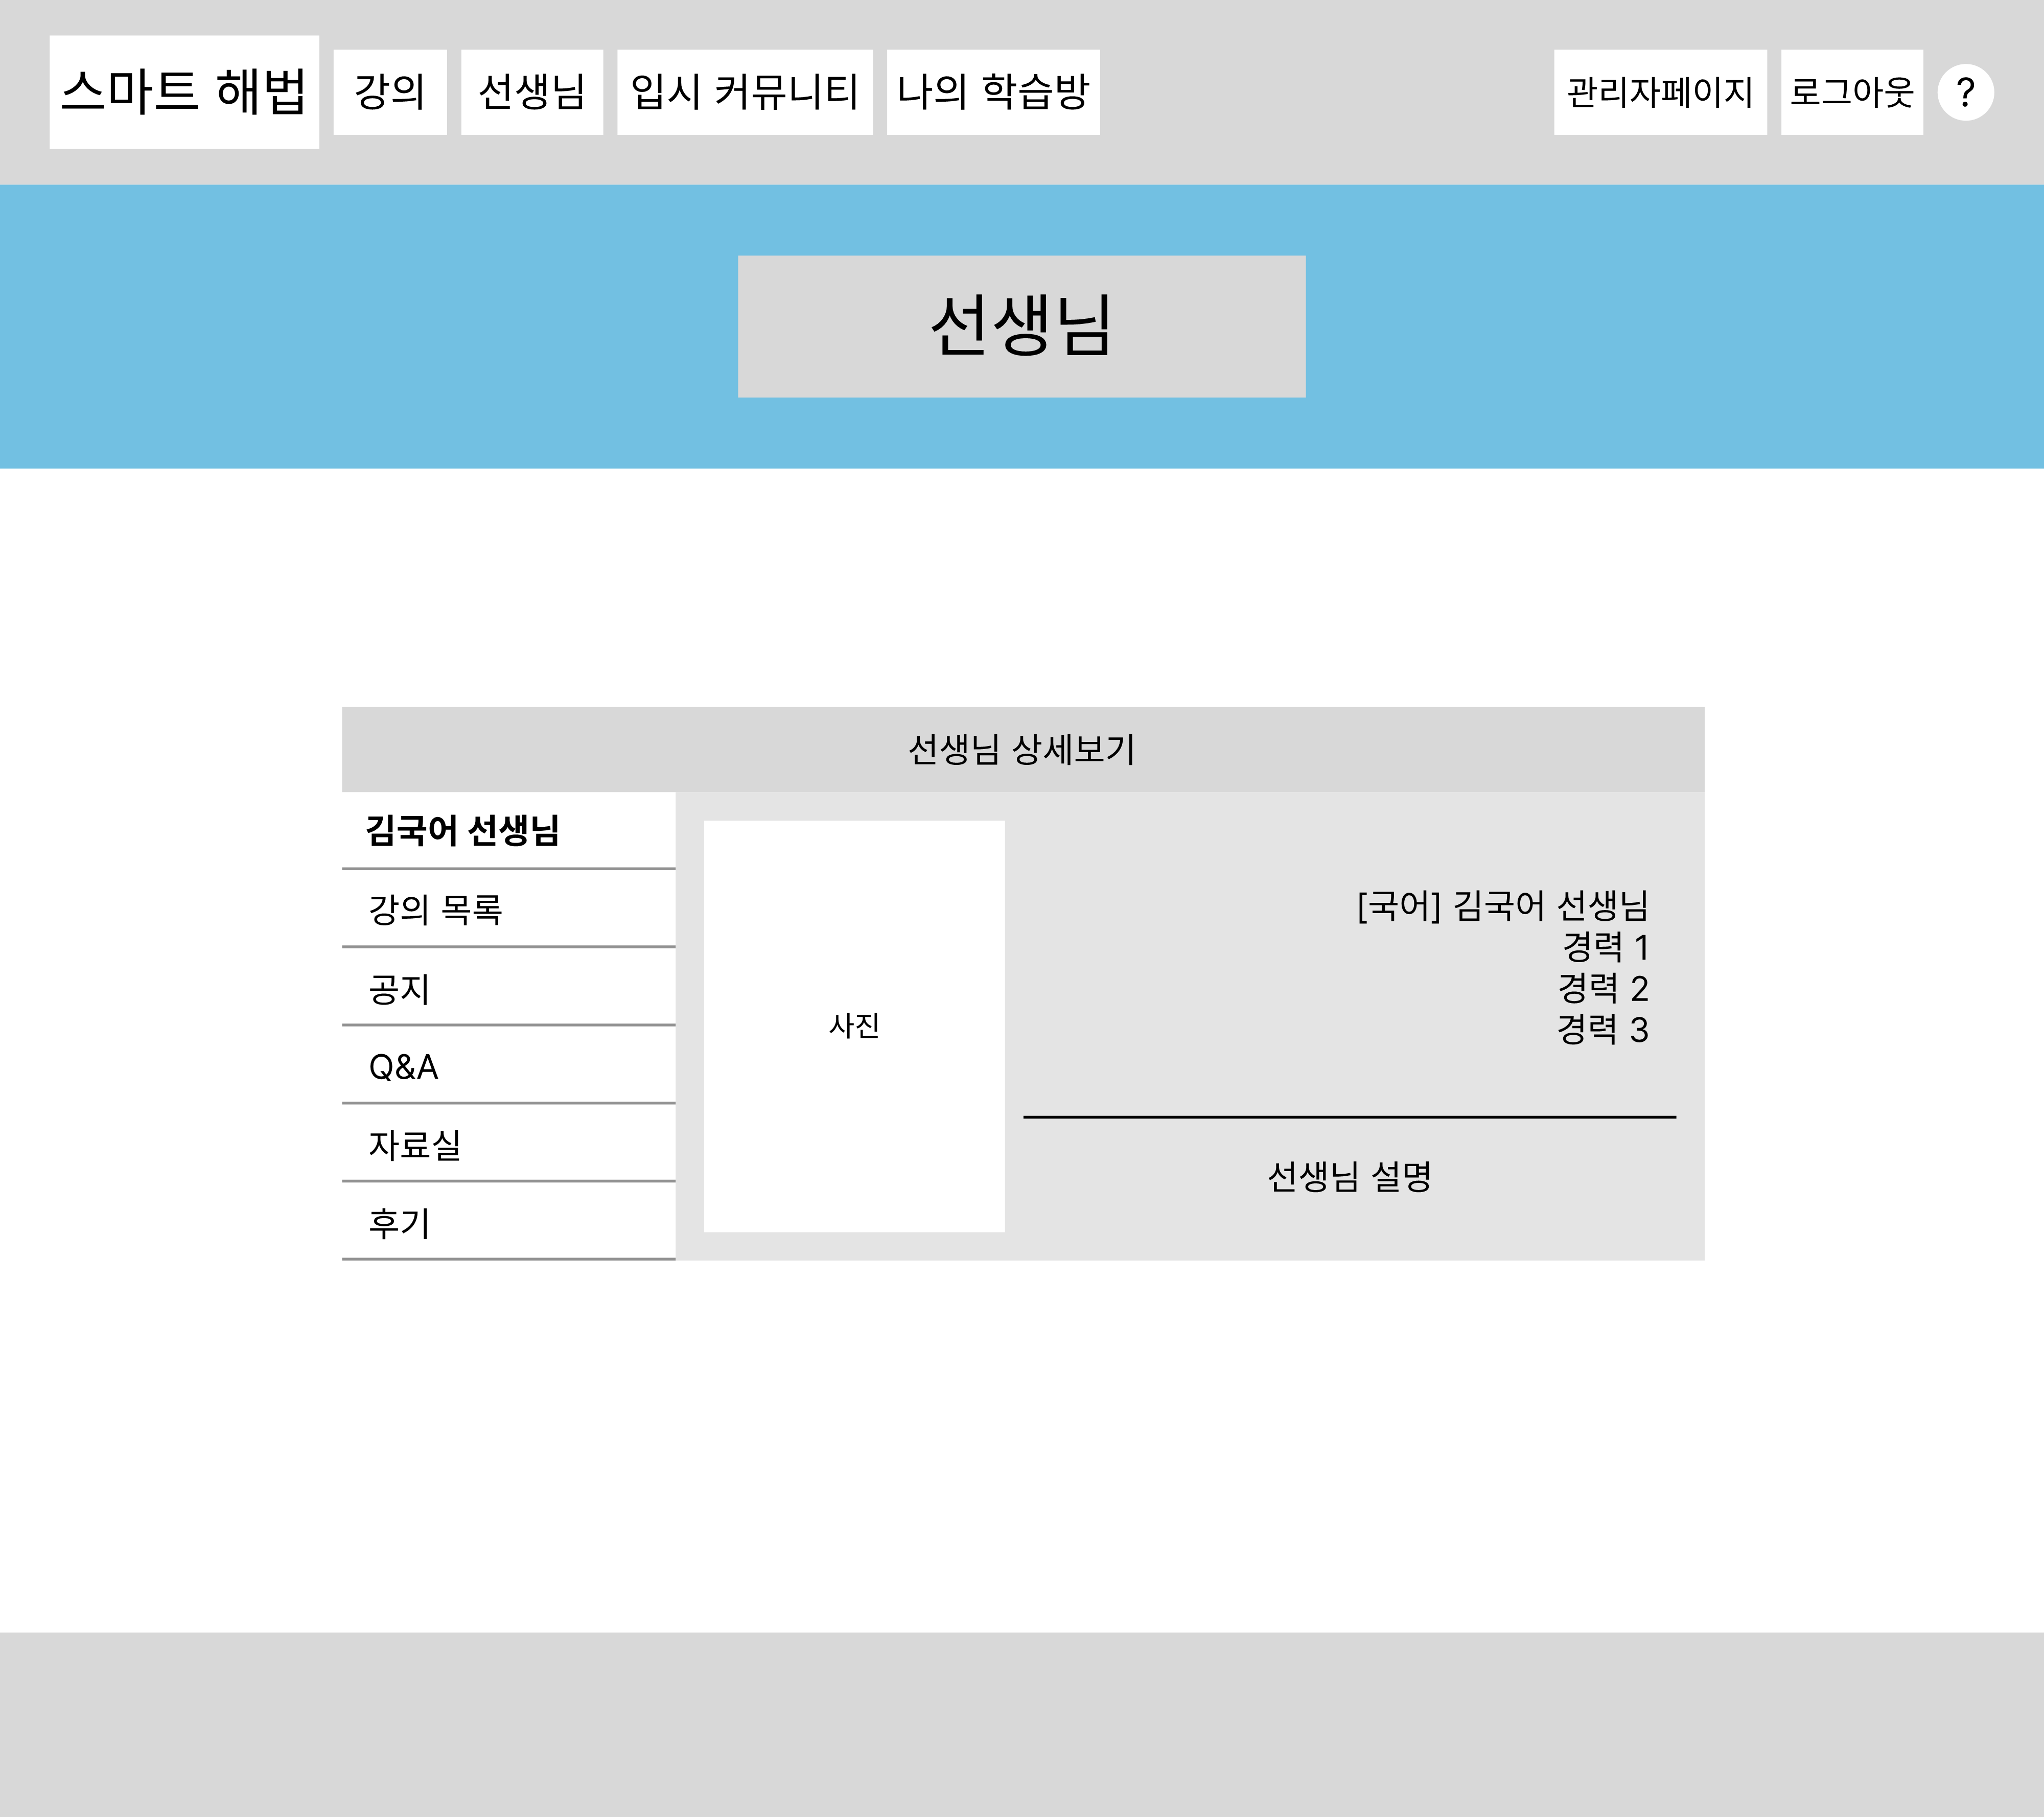 스마트 해법 강의 선생님 입시 커뮤니티 나의 학습방 관리자페이지 로그아웃 ?
선생님
선생님 상세보기
김국어 선생님
강의 목록
공지
Q&A
자료실
후기
사진
[국어] 김국어 선생님
경력 1
경력 2
경력 3
선생님 설명